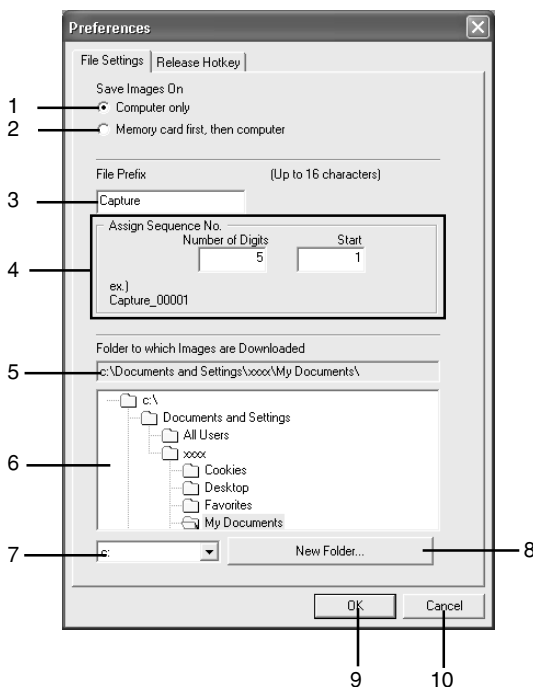 Preferences
File Settings
Release Hotkey
Save Images On
1
Computer only
2
Memory card first, then computer
File Prefix (Up to 16 characters)
3
Capture
4
Assign Sequence No.
Number of Digits Start
5 1
ex.)
Capture_00001
Folder to which Images are Downloaded
5
c:\Documents and Settings\xxxx\My Documents\
6
c:\
Documents and Settings
All Users
xxxx
Cookies
Desktop
Favorites
My Documents
7
c:
New Folder...
8
OK
Cancel
9
10